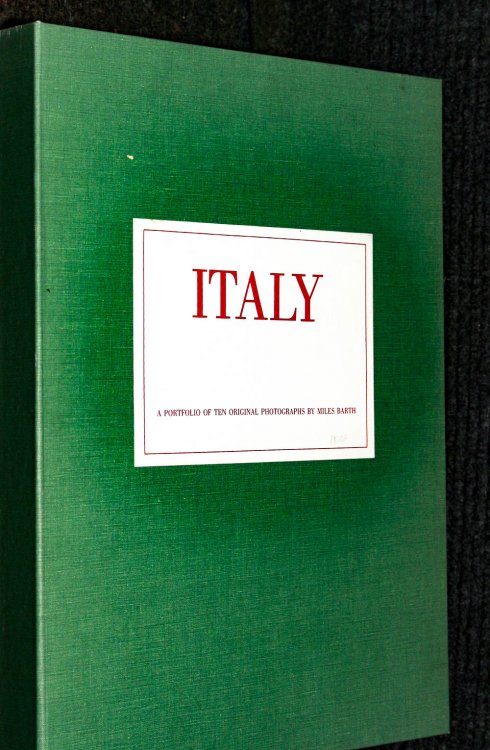 ITALY
A PORTFOLIO OF TEN ORIGINAL PHOTOGRAPHS BY MILES BARTH